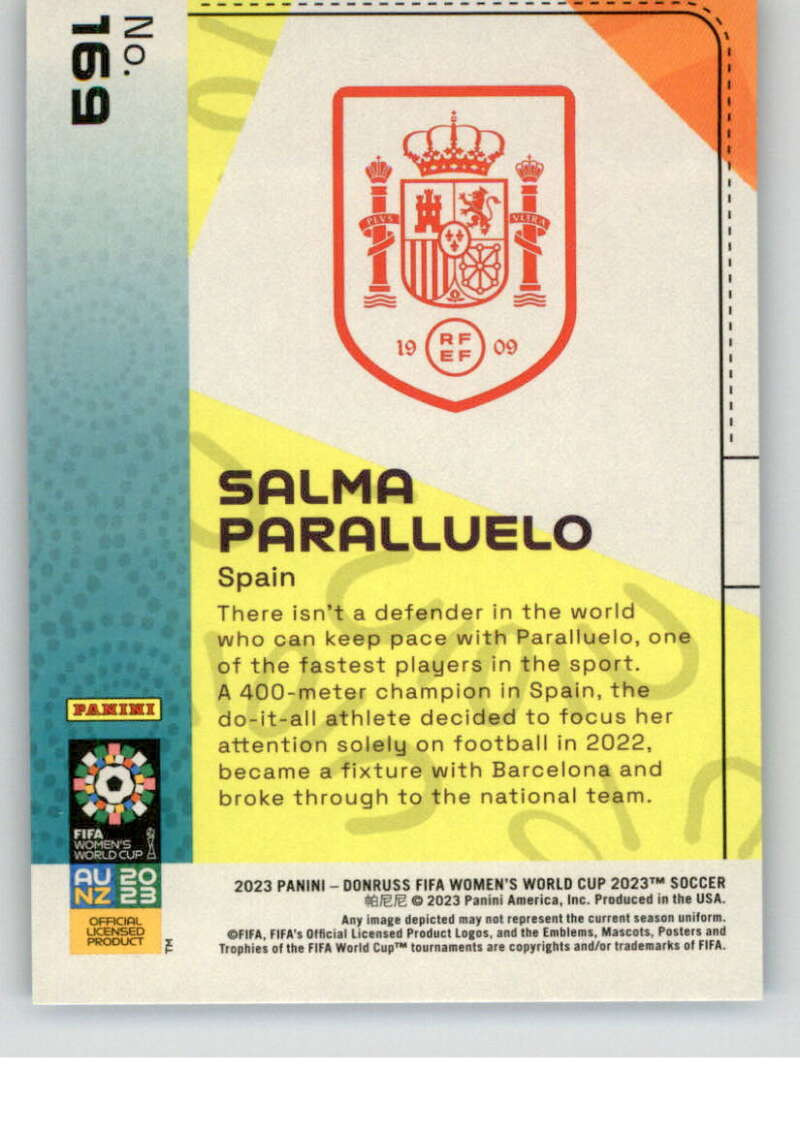 No.
169
PLVS VLTRA
19 RF EF 09
SALMA
PARALLUELO
Spain
There isn't a defender in the world
who can keep pace with Paralluelo, one
of the fastest players in the sport.
A 400-meter champion in Spain, the
do-it-all athlete decided to focus her
attention solely on football in 2022,
became a fixture with Barcelona and
broke through to the national team.
PANINI
FIFA
WOMEN'S
WORLD CUP
AU 20
NZ 23
OFFICIAL
LICENSED
PRODUCT
TM
2023 PANINI – DONRUSS FIFA WOMEN'S WORLD CUP 2023™ SOCCER
帕尼尼 © 2023 Panini America, Inc. Produced in the USA.
Any image depicted may not represent the current season uniform.
©FIFA, FIFA's Official Licensed Product Logos, and the Emblems, Mascots, Posters and
Trophies of the FIFA World Cup™ tournaments are copyrights and/or trademarks of FIFA.